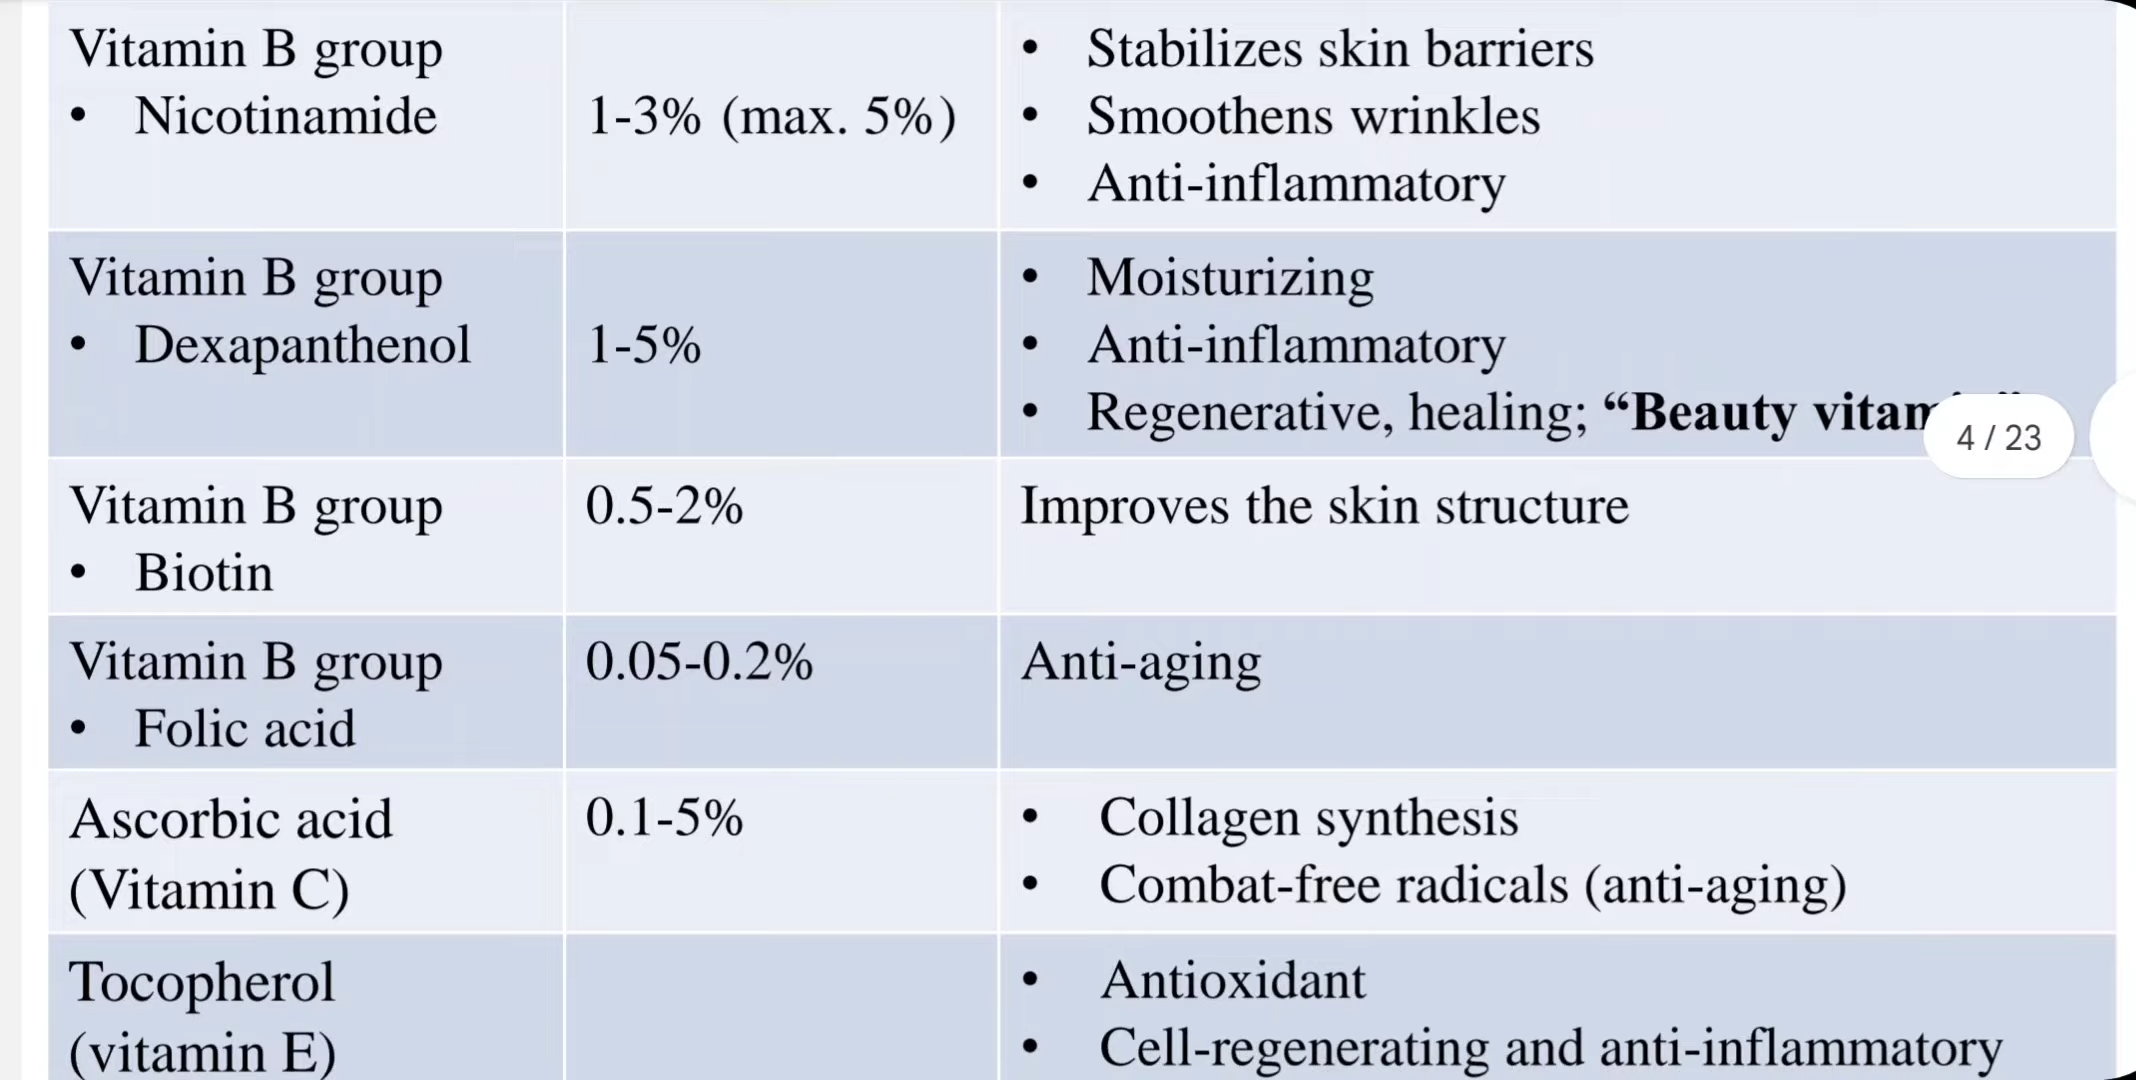 Vitamin B group
• Nicotinamide
1-3% (max. 5%)
• Stabilizes skin barriers
• Smoothens wrinkles
• Anti-inflammatory
Vitamin B group
• Dexapanthenol
1-5%
• Moisturizing
• Anti-inflammatory
• Regenerative, healing; “Beauty
4 / 23
Vitamin B group
• Biotin
0.5-2%
Improves the skin structure
Vitamin B group
• Folic acid
0.05-0.2%
Anti-aging
Ascorbic acid
(Vitamin C)
0.1-5%
• Collagen synthesis
• Combat-free radicals (anti-aging)
Tocopherol
(vitamin E)
• Antioxidant
• Cell-regenerating and anti-inflammatory